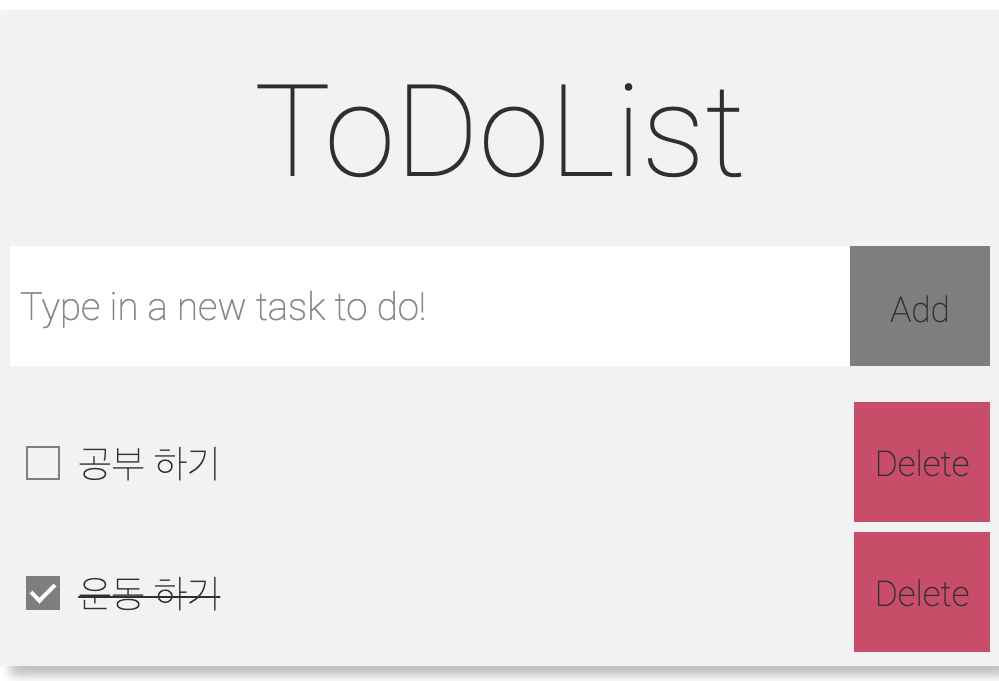 ToDoList
Type in a new task to do!
Add
공부 하기
Delete
운동 하기
Delete